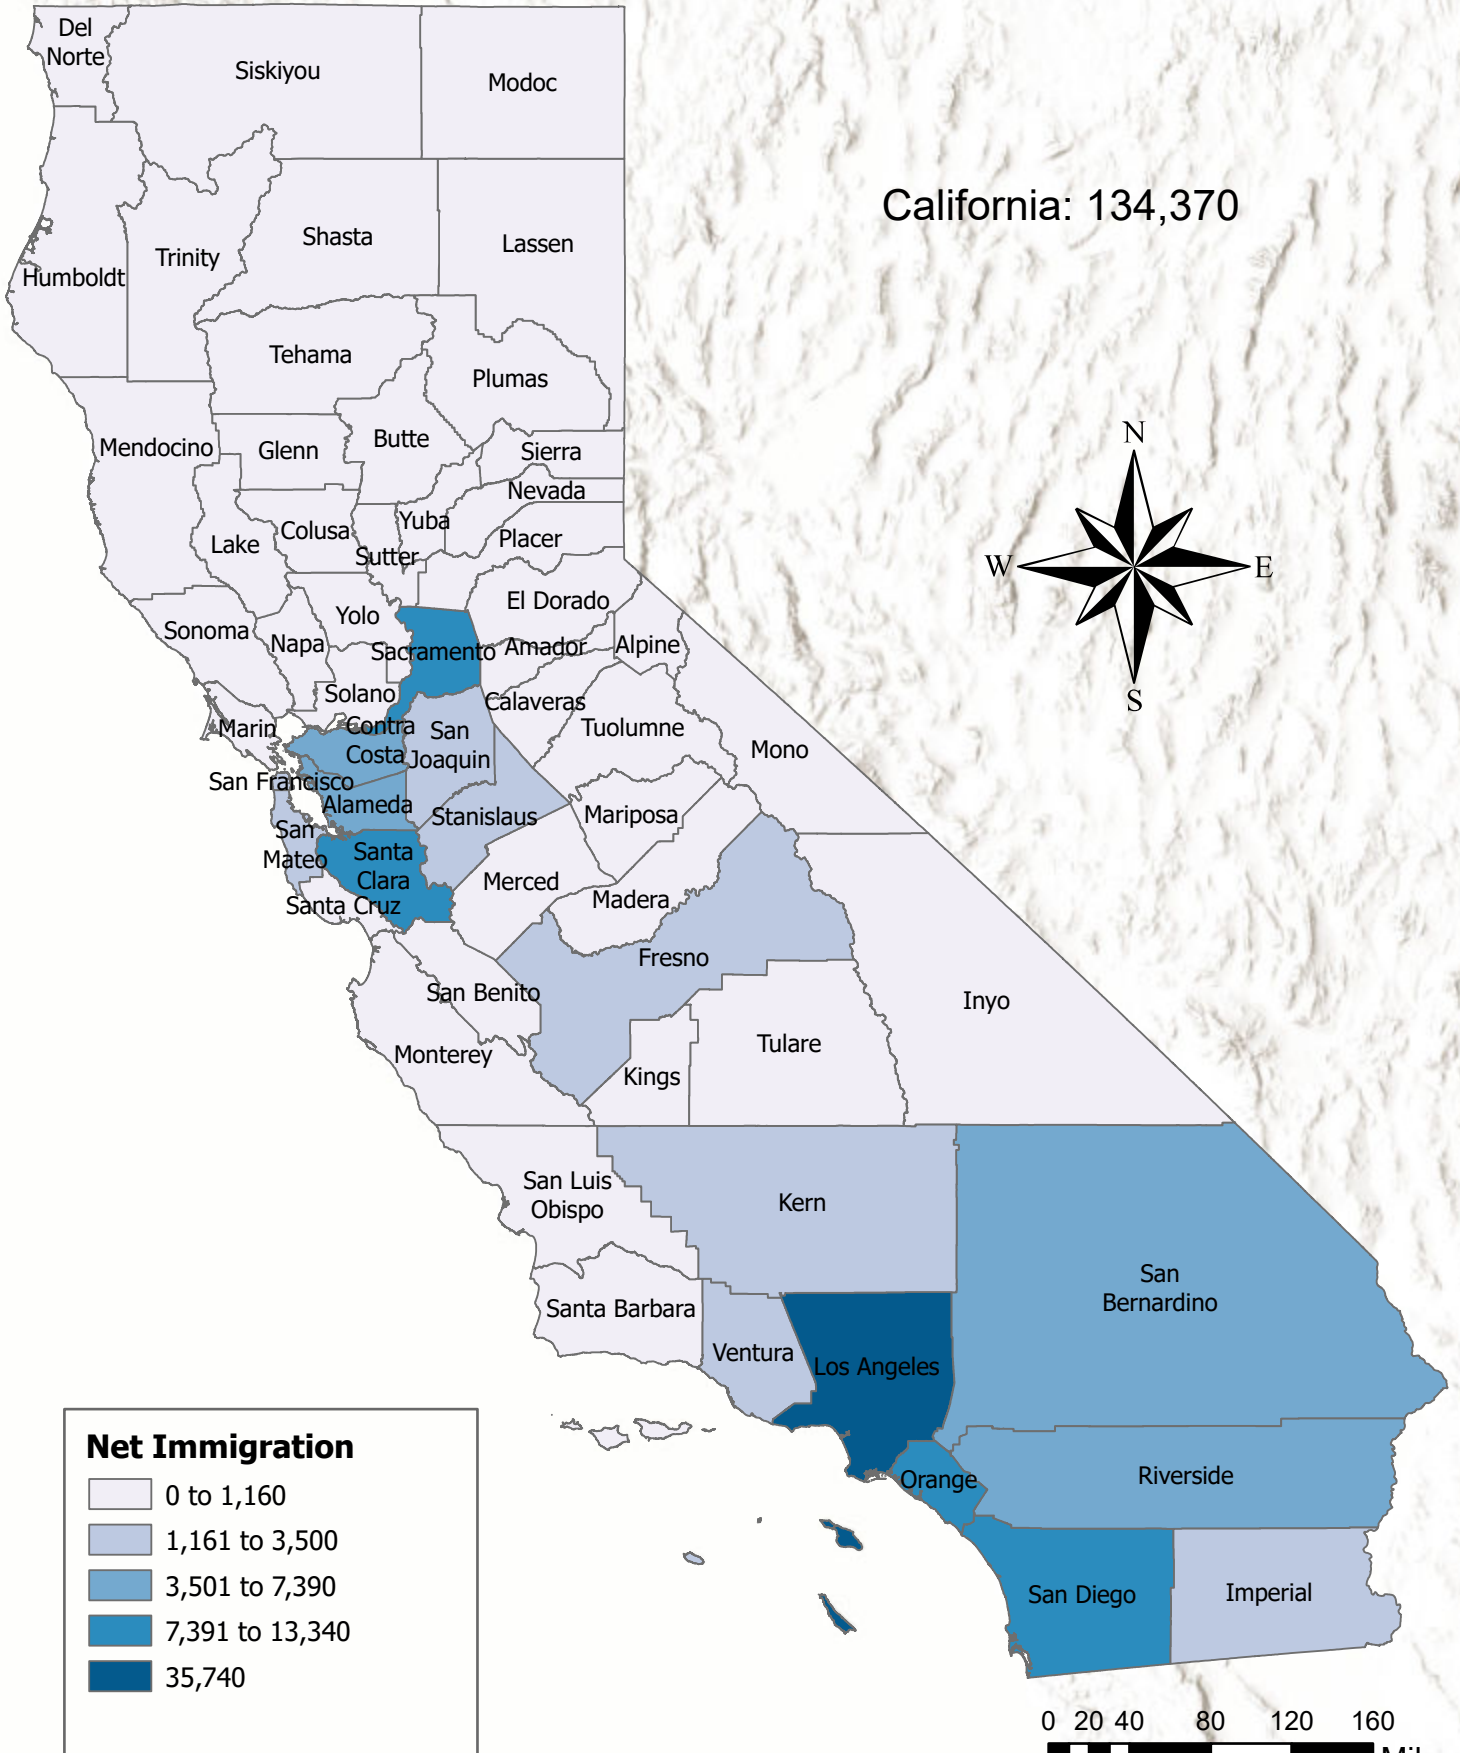 Del
Norte
Siskiyou
Modoc
California: 134,370
Humboldt
Trinity
Shasta
Lassen
Tehama
Plumas
Mendocino
Glenn
Butte
Sierra
Nevada
Lake
Colusa
Sutter
Yuba
Placer
N
W
E
S
Sonoma
Napa
Yolo
El Dorado
Sacramento
Amador
Alpine
Solano
Calaveras
Marin
Contra
Costa
San
Joaquin
Tuolumne
Mono
San Francisco
Alameda
Stanislaus
Mariposa
San
Mateo
Santa
Clara
Merced
Madera
Santa Cruz
Fresno
San Benito
Inyo
Monterey
Kings
Tulare
San Luis
Obispo
Kern
San
Bernardino
Santa Barbara
Ventura
Los Angeles
Orange
Riverside
San Diego
Imperial
Net Immigration
0 to 1,160
1,161 to 3,500
3,501 to 7,390
7,391 to 13,340
35,740
0 20 40 80 120 160